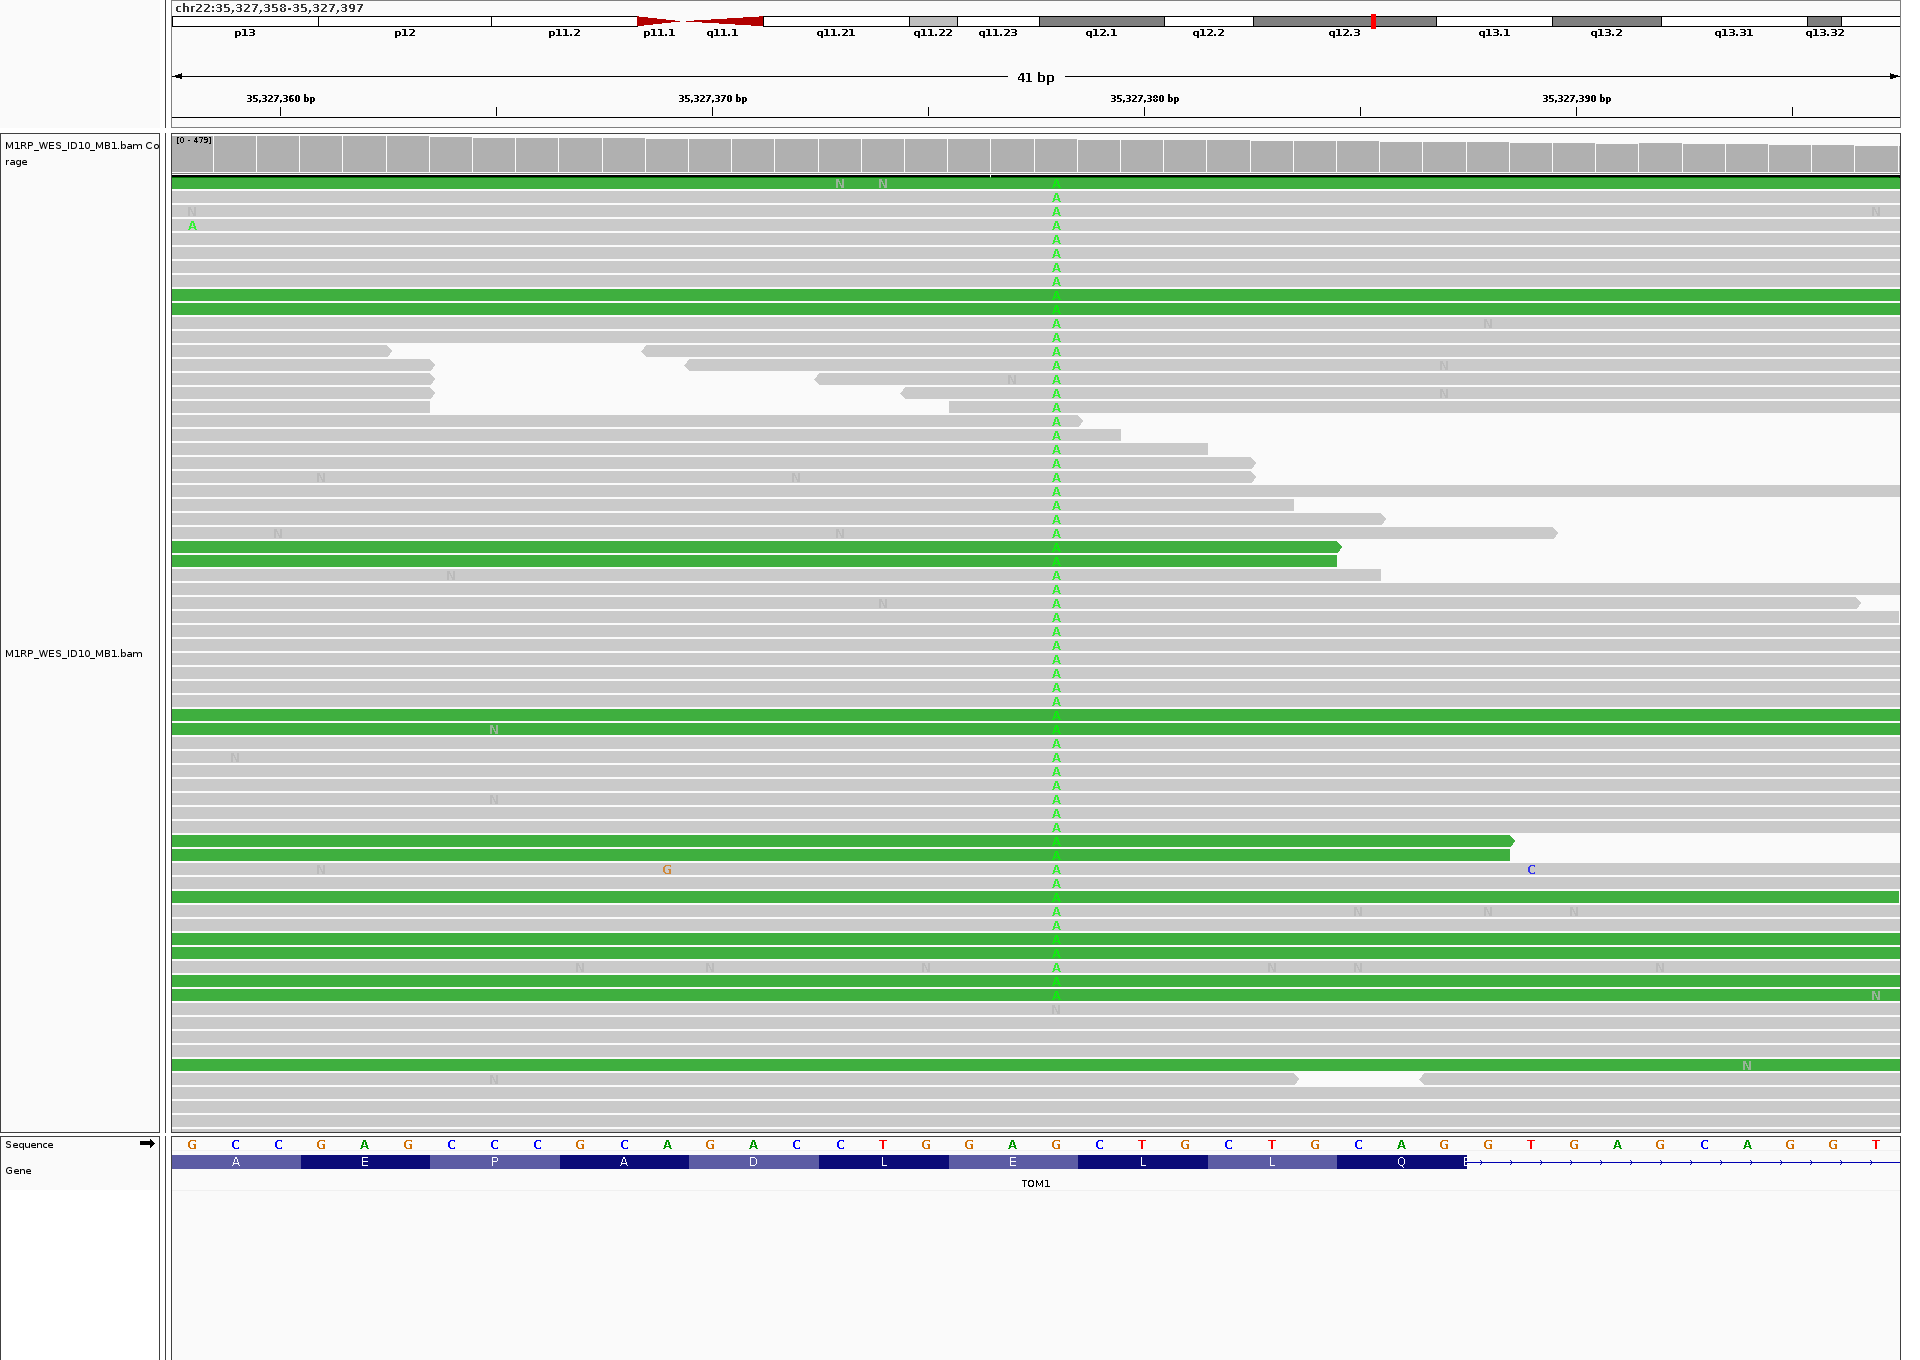 chr22:35,327,358-35,327,397
p13 p12 p11.2 p11.1 q11.1 q11.21 q11.22 q11.23 q12.1 q12.2 q12.3 q13.1 q13.2 q13.31 q13.32
41 bp
35,327,360 bp 35,327,370 bp 35,327,380 bp 35,327,390 bp
M1RP_WES_ID10_MB1.bam Co
rage
[0 - 479]
N N A
A
N A N
A A
A
A
A
A
A
A
A N
A
A
A N
N A
A N
A
A
A
A
A
N N A
A
A
A
N N A
A
A
N A
A
N A
A
A
A
M1RP_WES_ID10_MB1.bam
A
A
A
A
A
N A
A
N A
A
A
N A
A
A
A
A
N G A C
A
A
A N N N
A
A
A
N N N A N N N
A
A N
N
N
N
Sequence G C C G A G C C C G C A G A C C T G G A G C T G C T G C A G G T G A G C A G G T
Gene A E P A D L E L L Q E
TOM1